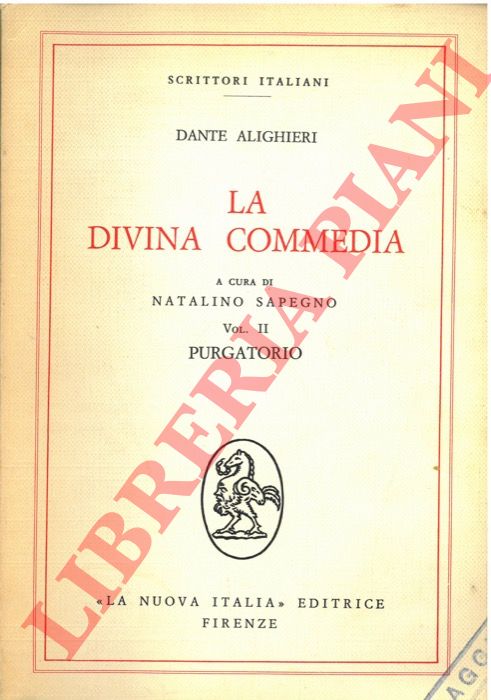 SCRITTORI ITALIANI
DANTE ALIGHIERI
LA
DIVINA COMMEDIA
A CURA DI
NATALINO SAPEGNO
VOL. II
PURGATORIO
«LA NUOVA ITALIA» EDITRICE
FIRENZE
LIBRERIA PIANI